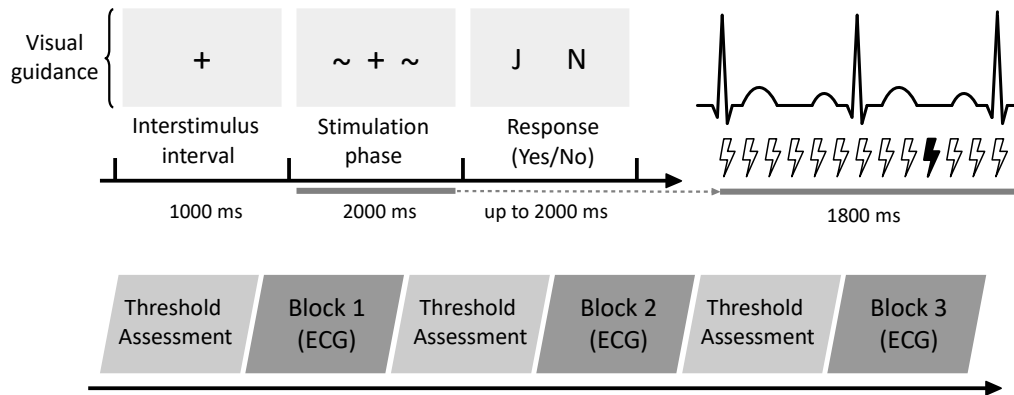 Visual
guidance
+
~ + ~
J N
Interstimulus
interval
Stimulation
phase
Response
(Yes/No)
1000 ms
2000 ms
up to 2000 ms
1800 ms
Threshold
Assessment
Block 1
(ECG)
Threshold
Assessment
Block 2
(ECG)
Threshold
Assessment
Block 3
(ECG)